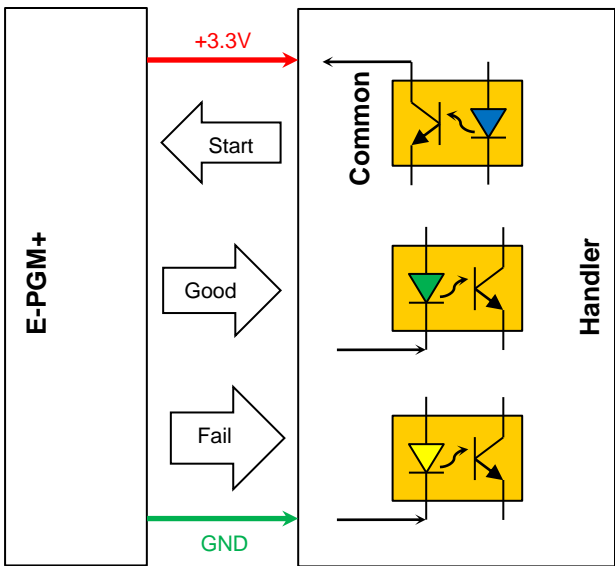 +3.3V
Start
Common
E-PGM+
Good
Handler
Fail
GND